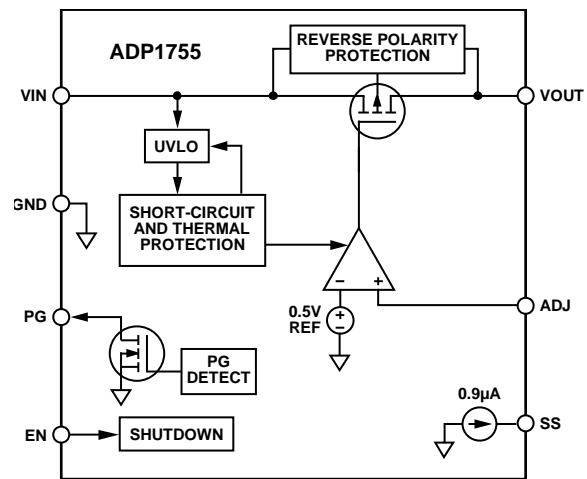 ADP1755
REVERSE POLARITY
PROTECTION
VIN
VOUT
UVLO
GND
SHORT-CIRCUIT
AND THERMAL
PROTECTION
–
+
0.5V
REF
+
–
ADJ
PG
PG
DETECT
0.9µA
SS
EN
SHUTDOWN